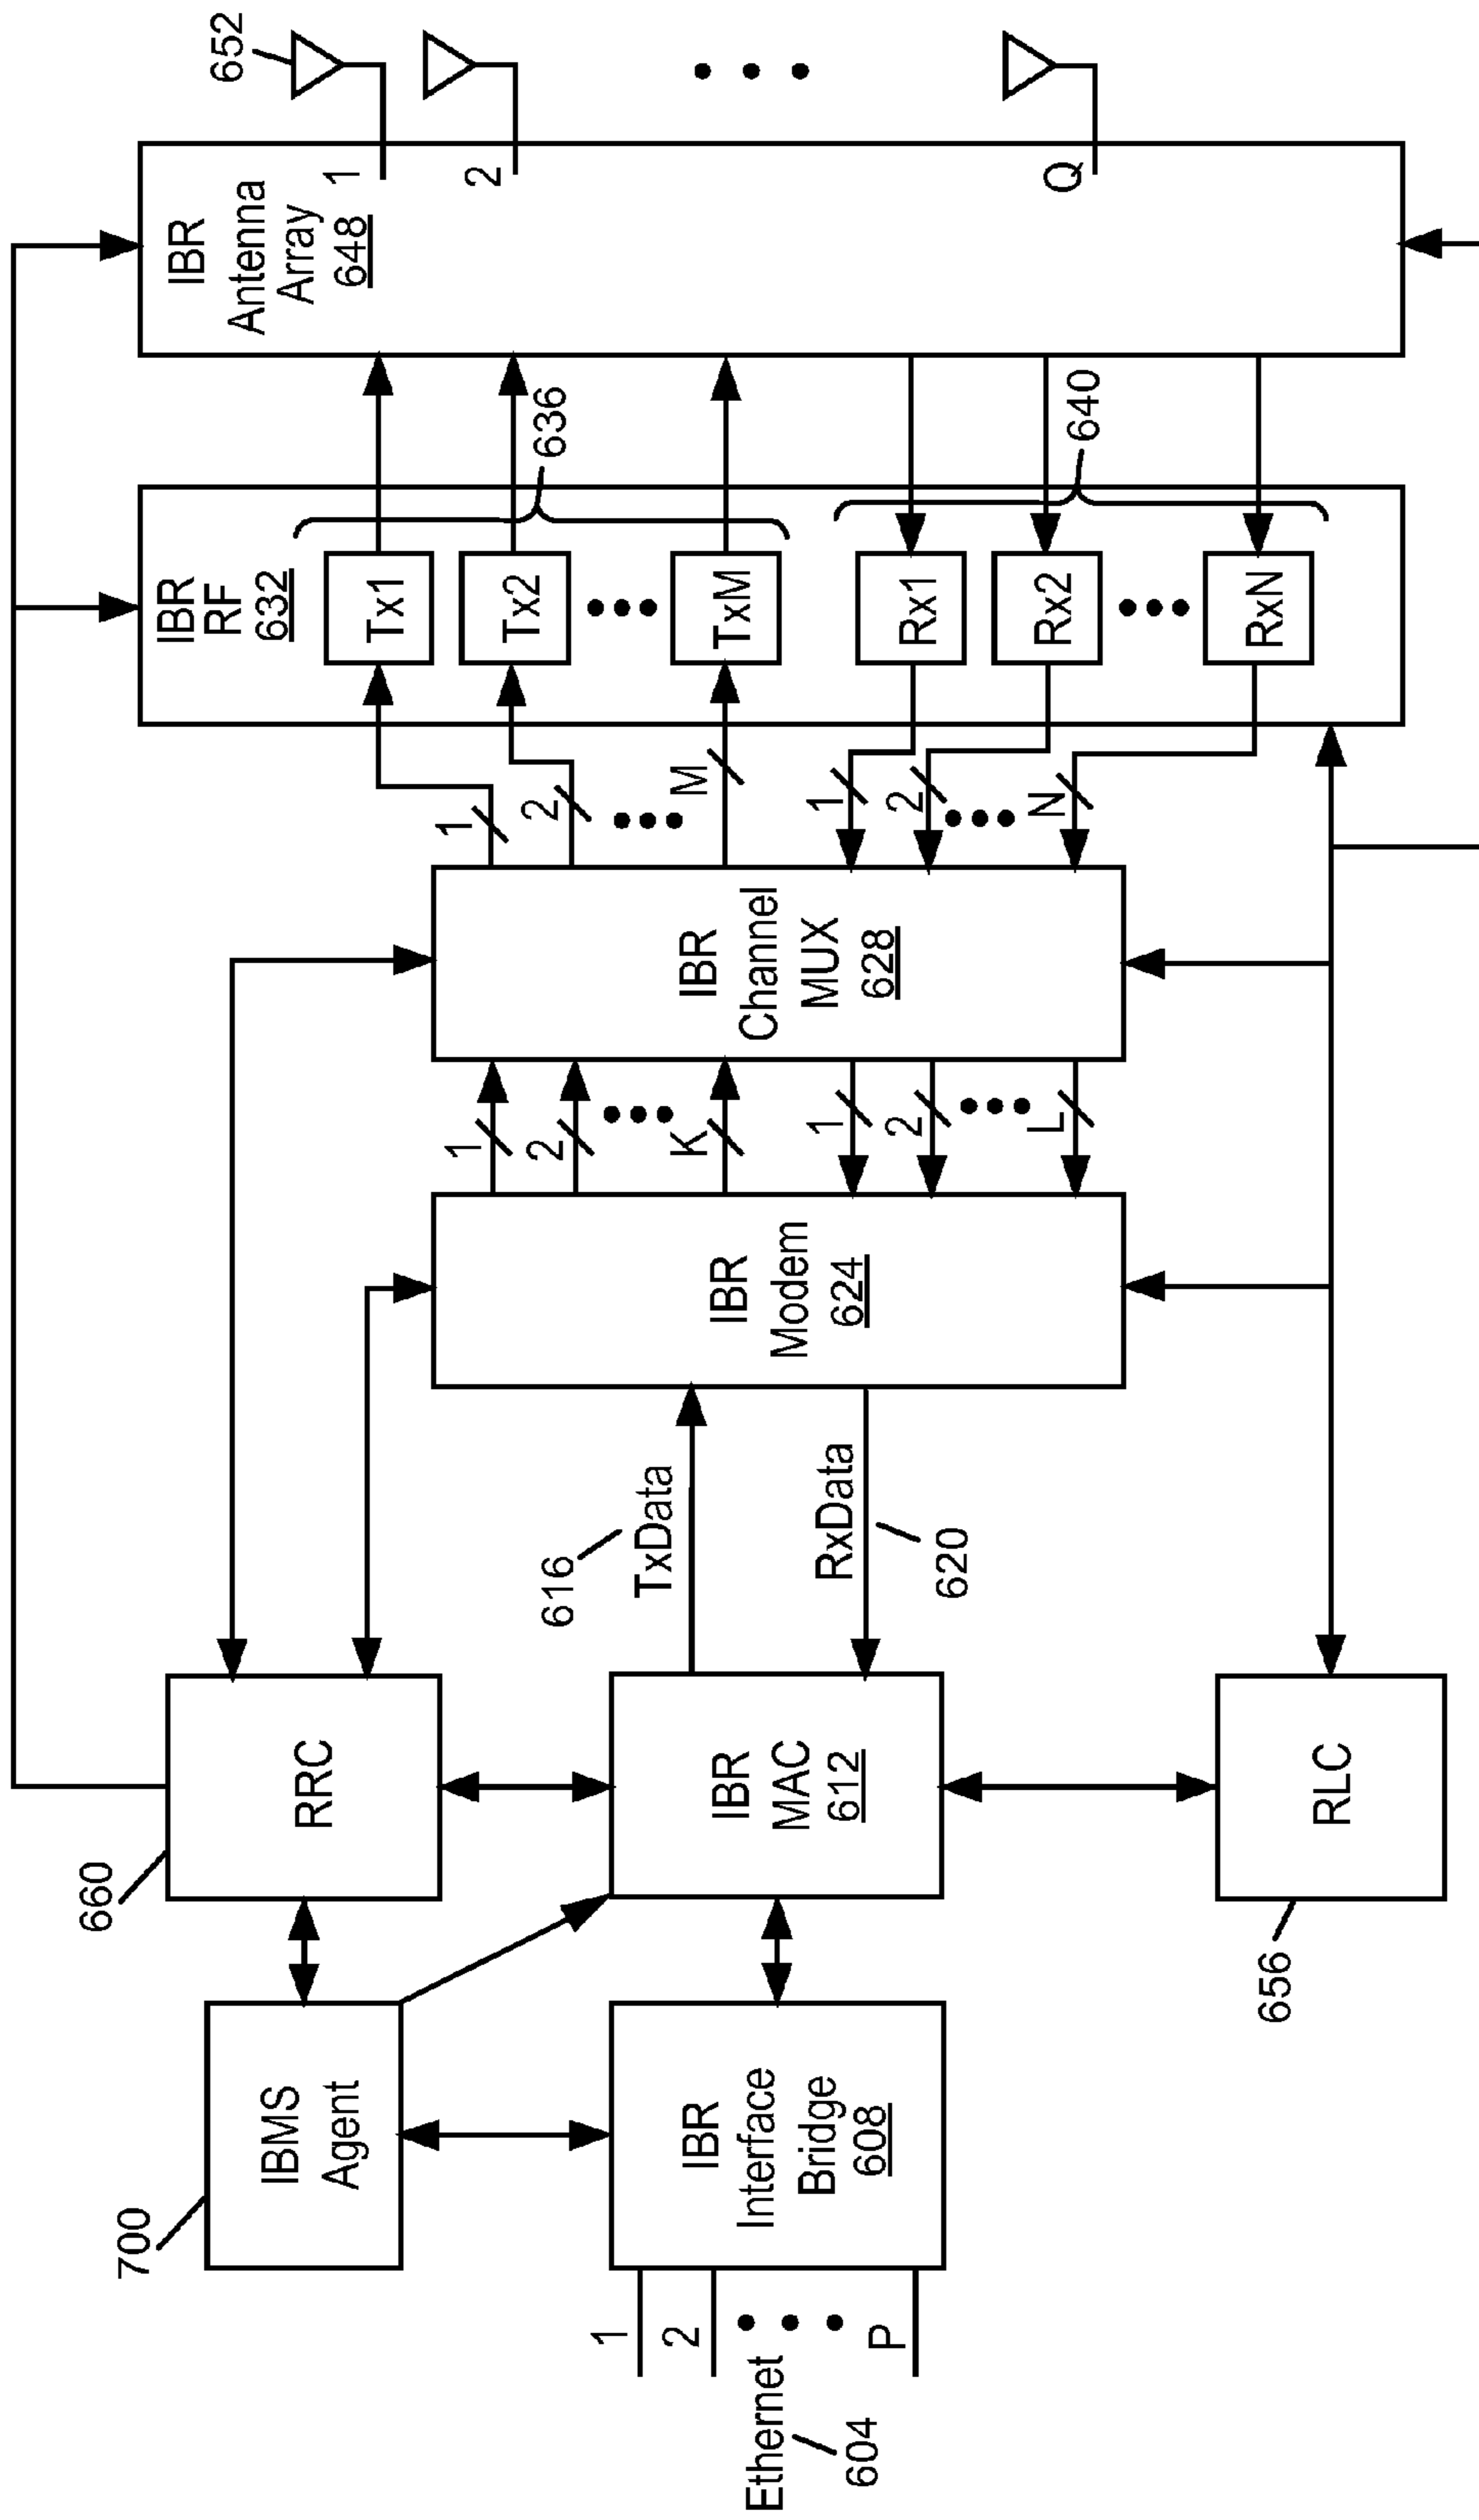 700
IBMS
Agent
660
RRC
Ethernet
604
1
2
P
IBR
Interface
Bridge
608
IBR
MAC
612
656
RLC
616
TxData
RxData
620
IBR
Modem
624
1
2
K
1
2
L
IBR
Channel
MUX
628
1
2
M
1
2
N
IBR
RF
632
Tx1
Tx2
TxM
Rx1
Rx2
RxN
636
640
IBR
Antenna
Array
648
1
2
Q
652